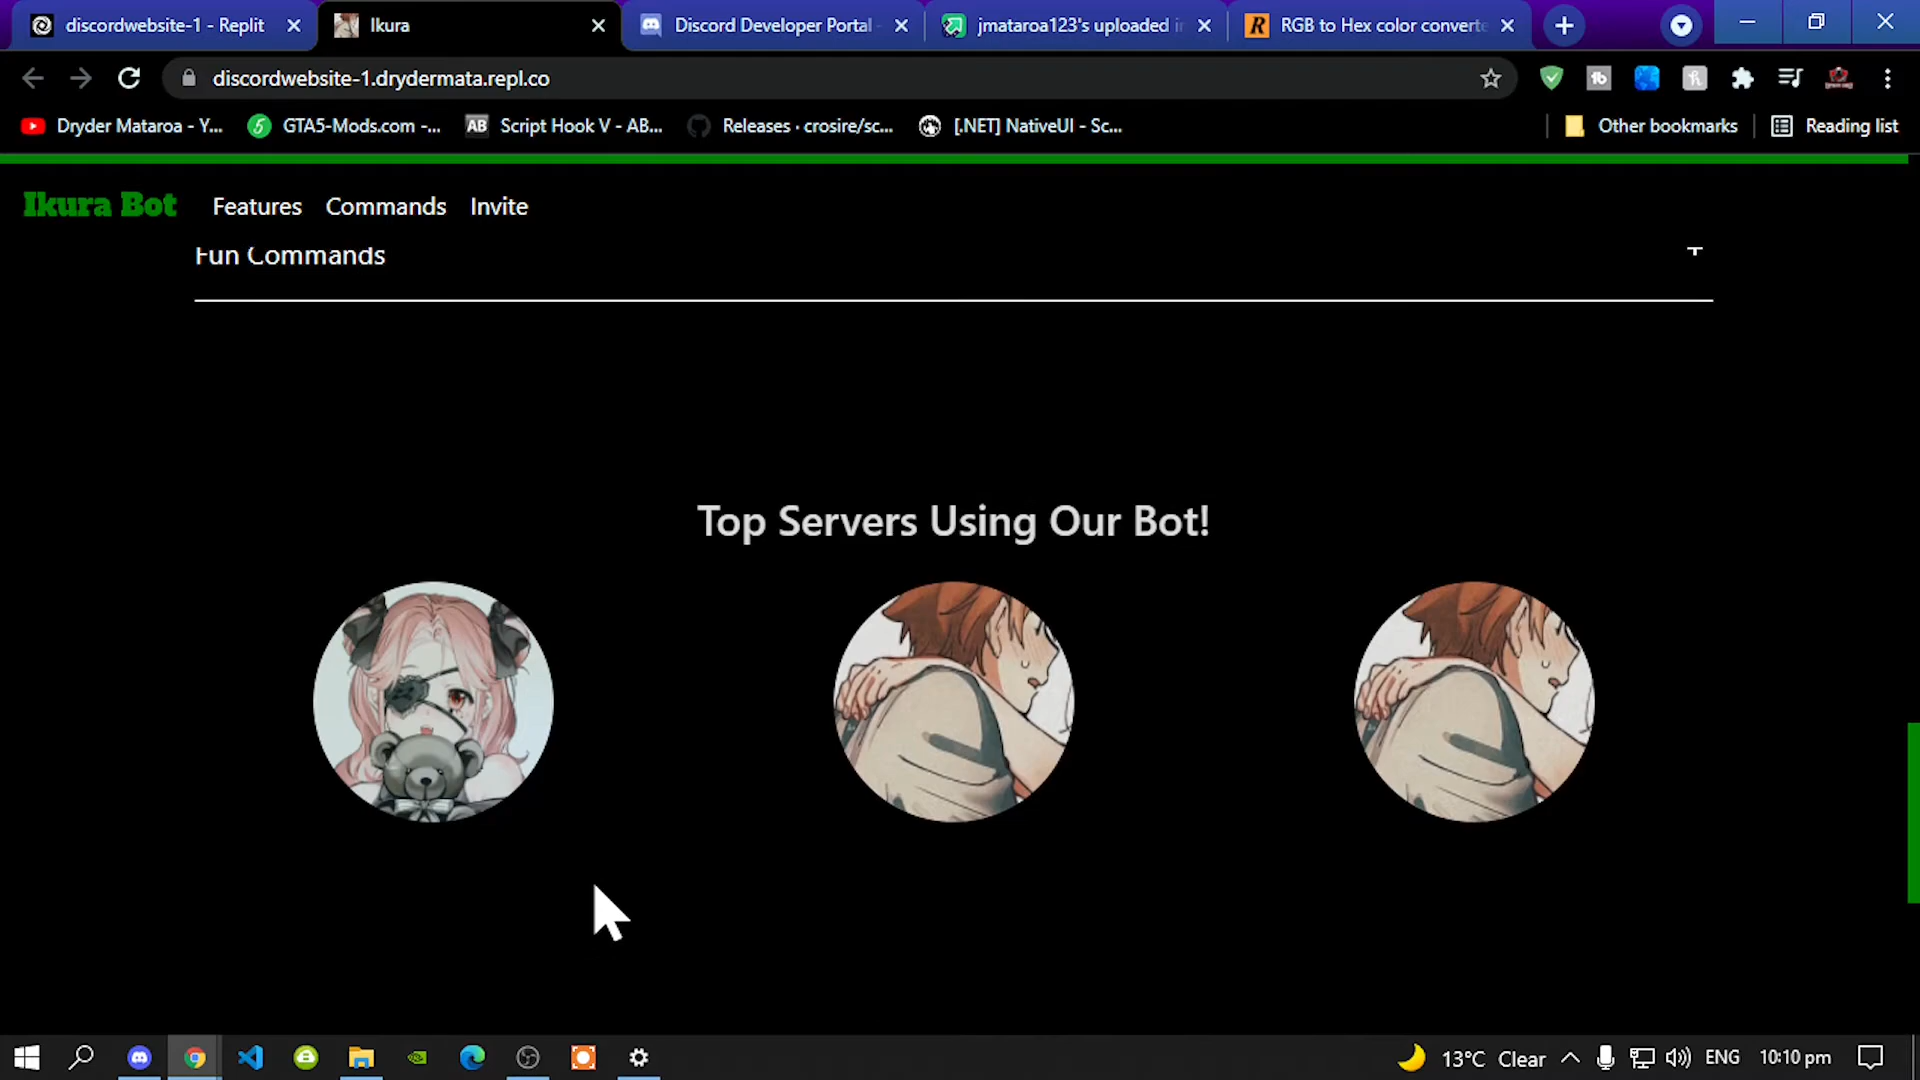 discordwebsite-1 - Replit
Ikura
Discord Developer Portal -
jmataroa123's uploaded i
RGB to Hex color converte
discordwebsite-1.drydermata.repl.co
Dryder Mataroa - Y...
GTA5-Mods.com -...
AB
Script Hook V - AB...
Releases · crosire/sc...
[.NET] NativeUI - Sc...
Other bookmarks
Reading list
Ikura Bot
Features
Commands
Invite
Fun Commands
Top Servers Using Our Bot!
13°C Clear
ENG
10:10 pm